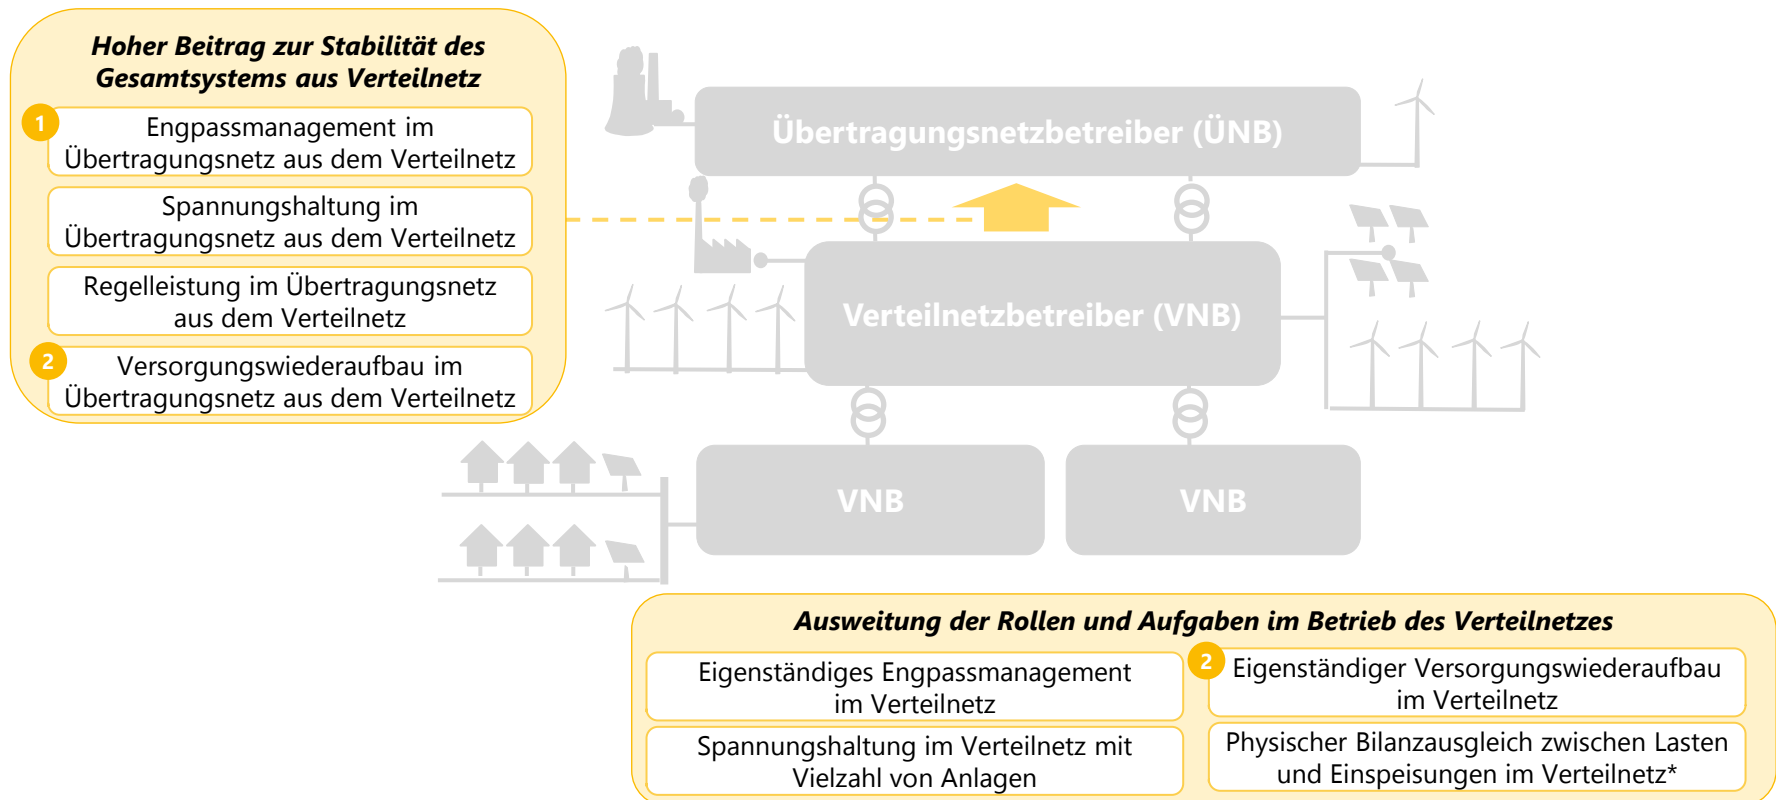 Hoher Beitrag zur Stabilität des
Gesamtsystems aus Verteilnetz
1
Engpassmanagement im
Übertragungsnetz aus dem Verteilnetz
Spannungshaltung im
Übertragungsnetz aus dem Verteilnetz
Regelleistung im Übertragungsnetz
aus dem Verteilnetz
2
Versorgungswiederaufbau im
Übertragungsnetz aus dem Verteilnetz
Übertragungsnetzbetreiber (ÜNB)
Verteilnetzbetreiber (VNB)
VNB
VNB
Ausweitung der Rollen und Aufgaben im Betrieb des Verteilnetzes
Eigenständiges Engpassmanagement
im Verteilnetz
2
Eigenständiger Versorgungswiederaufbau
im Verteilnetz
Spannungshaltung im Verteilnetz mit
Vielzahl von Anlagen
Physischer Bilanzausgleich zwischen Lasten
und Einspeisungen im Verteilnetz*